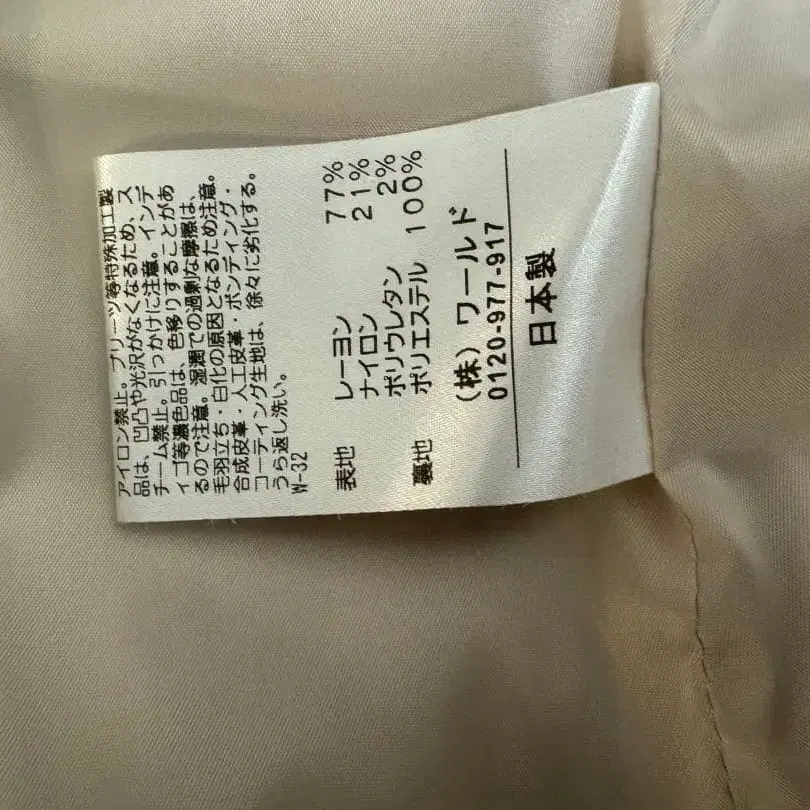 アイロン禁止。プリーツ等特殊加工製
品は、凹凸や光沢がなくなるため、ス
チーム禁止。引っかけに注意。インデ
ィゴ等濃色品は、色移りすることがあ
るので注意。湿潤での過剰な摩擦は、
毛羽立ち・白化の原因となるため注意。
合成皮革・人工皮革・ボンディング・
コーティング生地は、徐々に劣化する。
うら返し洗い。
W-32
表地 レーヨン 77%
ナイロン 21%
ポリウレタン 2%
裏地 ポリエステル 100%
(株)ワールド
0120-977-917
日本製